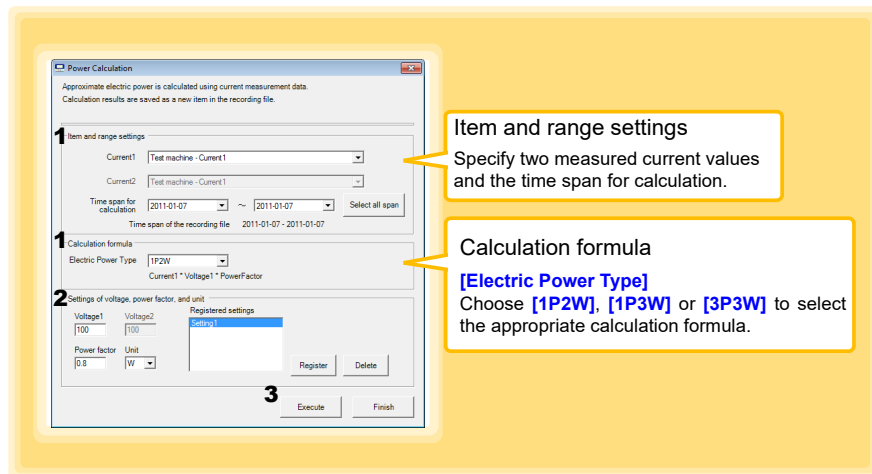 Power Calculation
Approximate electric power is calculated using current measurement data.
Calculation results are saved as a new item in the recording file.
1
Item and range settings
Current1 Test machine - Current1
Current2 Test machine - Current1
Time span for
calculation 2011-01-07 ~ 2011-01-07 Select all span
Time span of the recording file 2011-01-07 - 2011-01-07
1
Calculation formula
Electric Power Type 1P2W
Current1 * Voltage1 * PowerFactor
2
Settings of voltage, power factor, and unit
Voltage1 Voltage2 Registered settings
100 100 Setting1
Power factor Unit
0.8 W Register Delete
3
Execute Finish
Item and range settings
Specify two measured current values
and the time span for calculation.
Calculation formula
[Electric Power Type]
Choose [1P2W], [1P3W] or [3P3W] to select
the appropriate calculation formula.